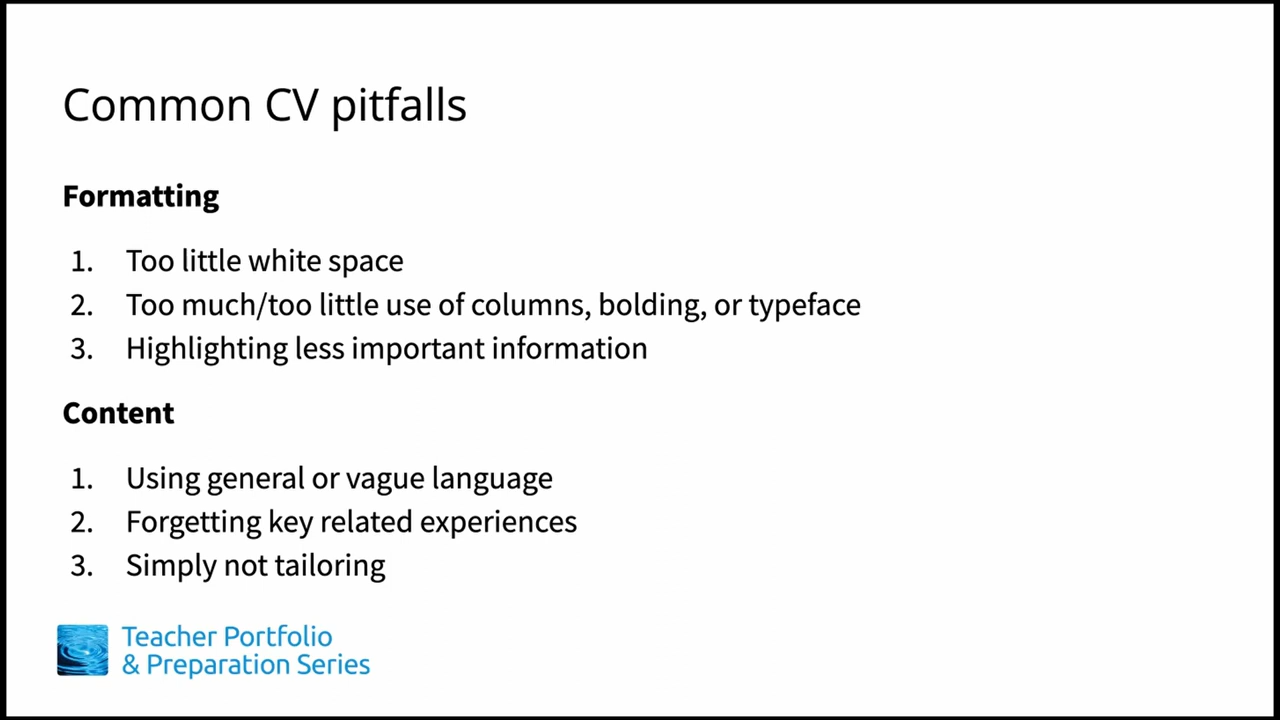 Common CV pitfalls
Formatting
1. Too little white space
2. Too much/too little use of columns, bolding, or typeface
3. Highlighting less important information
Content
1. Using general or vague language
2. Forgetting key related experiences
3. Simply not tailoring
Teacher Portfolio
& Preparation Series